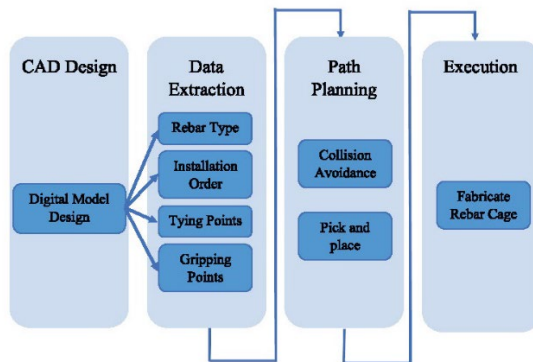 CAD Design
Digital Model
Design
Data
Extraction
Rebar Type
Installation
Order
Tying Points
Gripping
Points
Path
Planning
Collision
Avoidance
Pick and
place
Execution
Fabricate
Rebar Cage